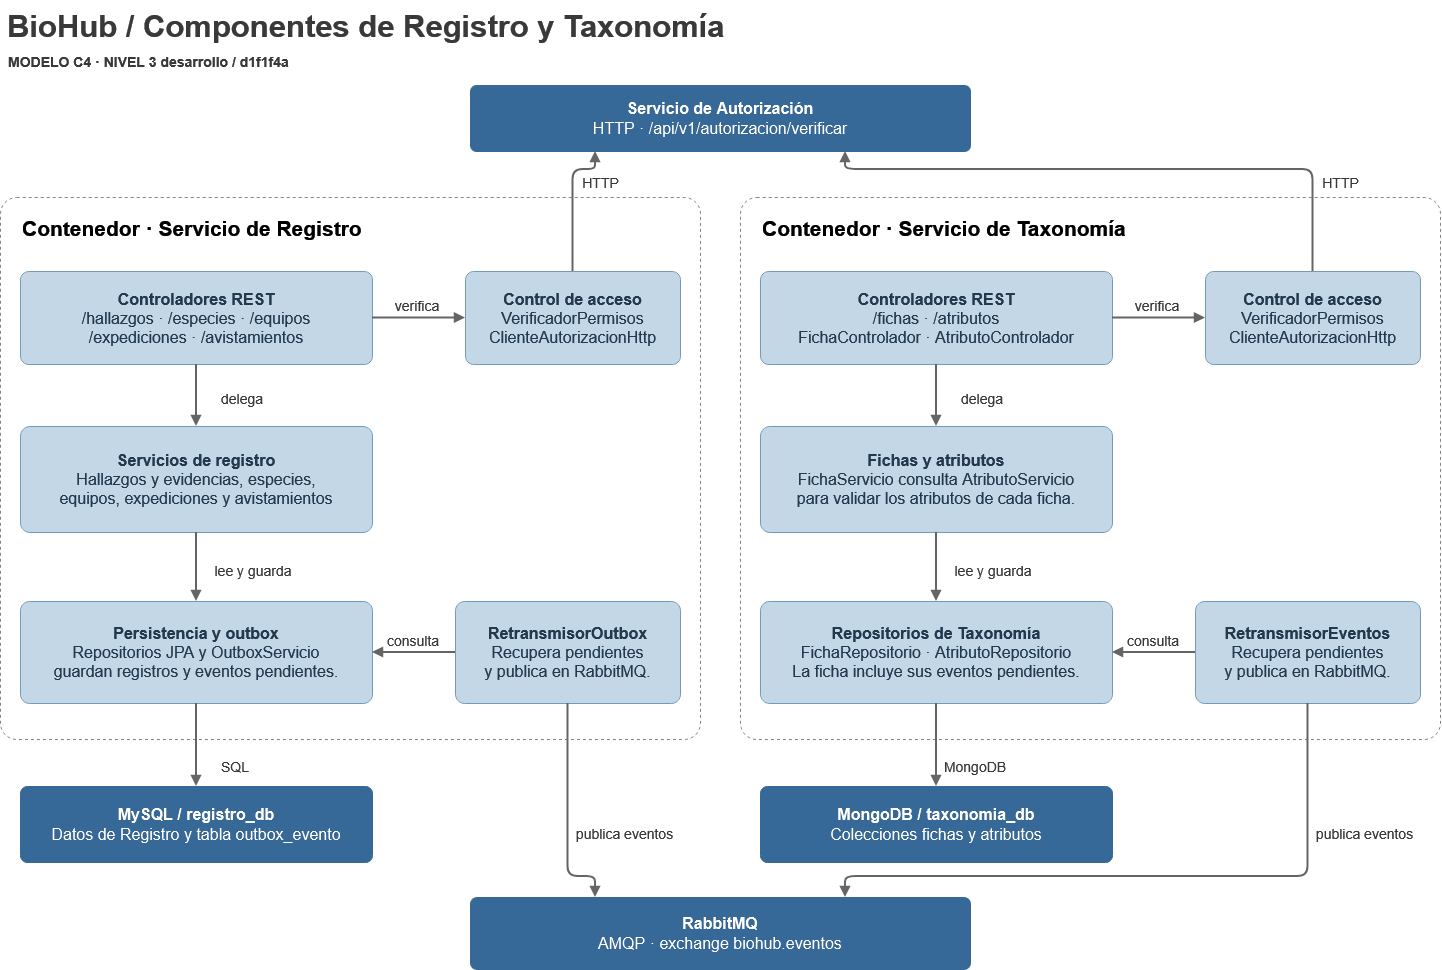 BioHub / Componentes de Registro y Taxonomía
MODELO C4 · NIVEL 3 desarrollo / d1f1f4a
Servicio de Autorización
HTTP · /api/v1/autorizacion/verificar
HTTP
HTTP
Contenedor · Servicio de Registro
Controladores REST
/hallazgos · /especies · /equipos
/expediciones · /avistamientos
verifica
Control de acceso
VerificadorPermisos
ClienteAutorizacionHttp
delega
Servicios de registro
Hallazgos y evidencias, especies,
equipos, expediciones y avistamientos
lee y guarda
Persistencia y outbox
Repositorios JPA y OutboxServicio
guardan registros y eventos pendientes.
consulta
RetransmisorOutbox
Recupera pendientes
y publica en RabbitMQ.
SQL
MySQL / registro_db
Datos de Registro y tabla outbox_evento
publica eventos
Contenedor · Servicio de Taxonomía
Controladores REST
/fichas · /atributos
FichaControlador · AtributoControlador
verifica
Control de acceso
VerificadorPermisos
ClienteAutorizacionHttp
delega
Fichas y atributos
FichaServicio consulta AtributoServicio
para validar los atributos de cada ficha.
lee y guarda
Repositorios de Taxonomía
FichaRepositorio · AtributoRepositorio
La ficha incluye sus eventos pendientes.
consulta
RetransmisorEventos
Recupera pendientes
y publica en RabbitMQ.
MongoDB
MongoDB / taxonomia_db
Colecciones fichas y atributos
publica eventos
RabbitMQ
AMQP · exchange biohub.eventos